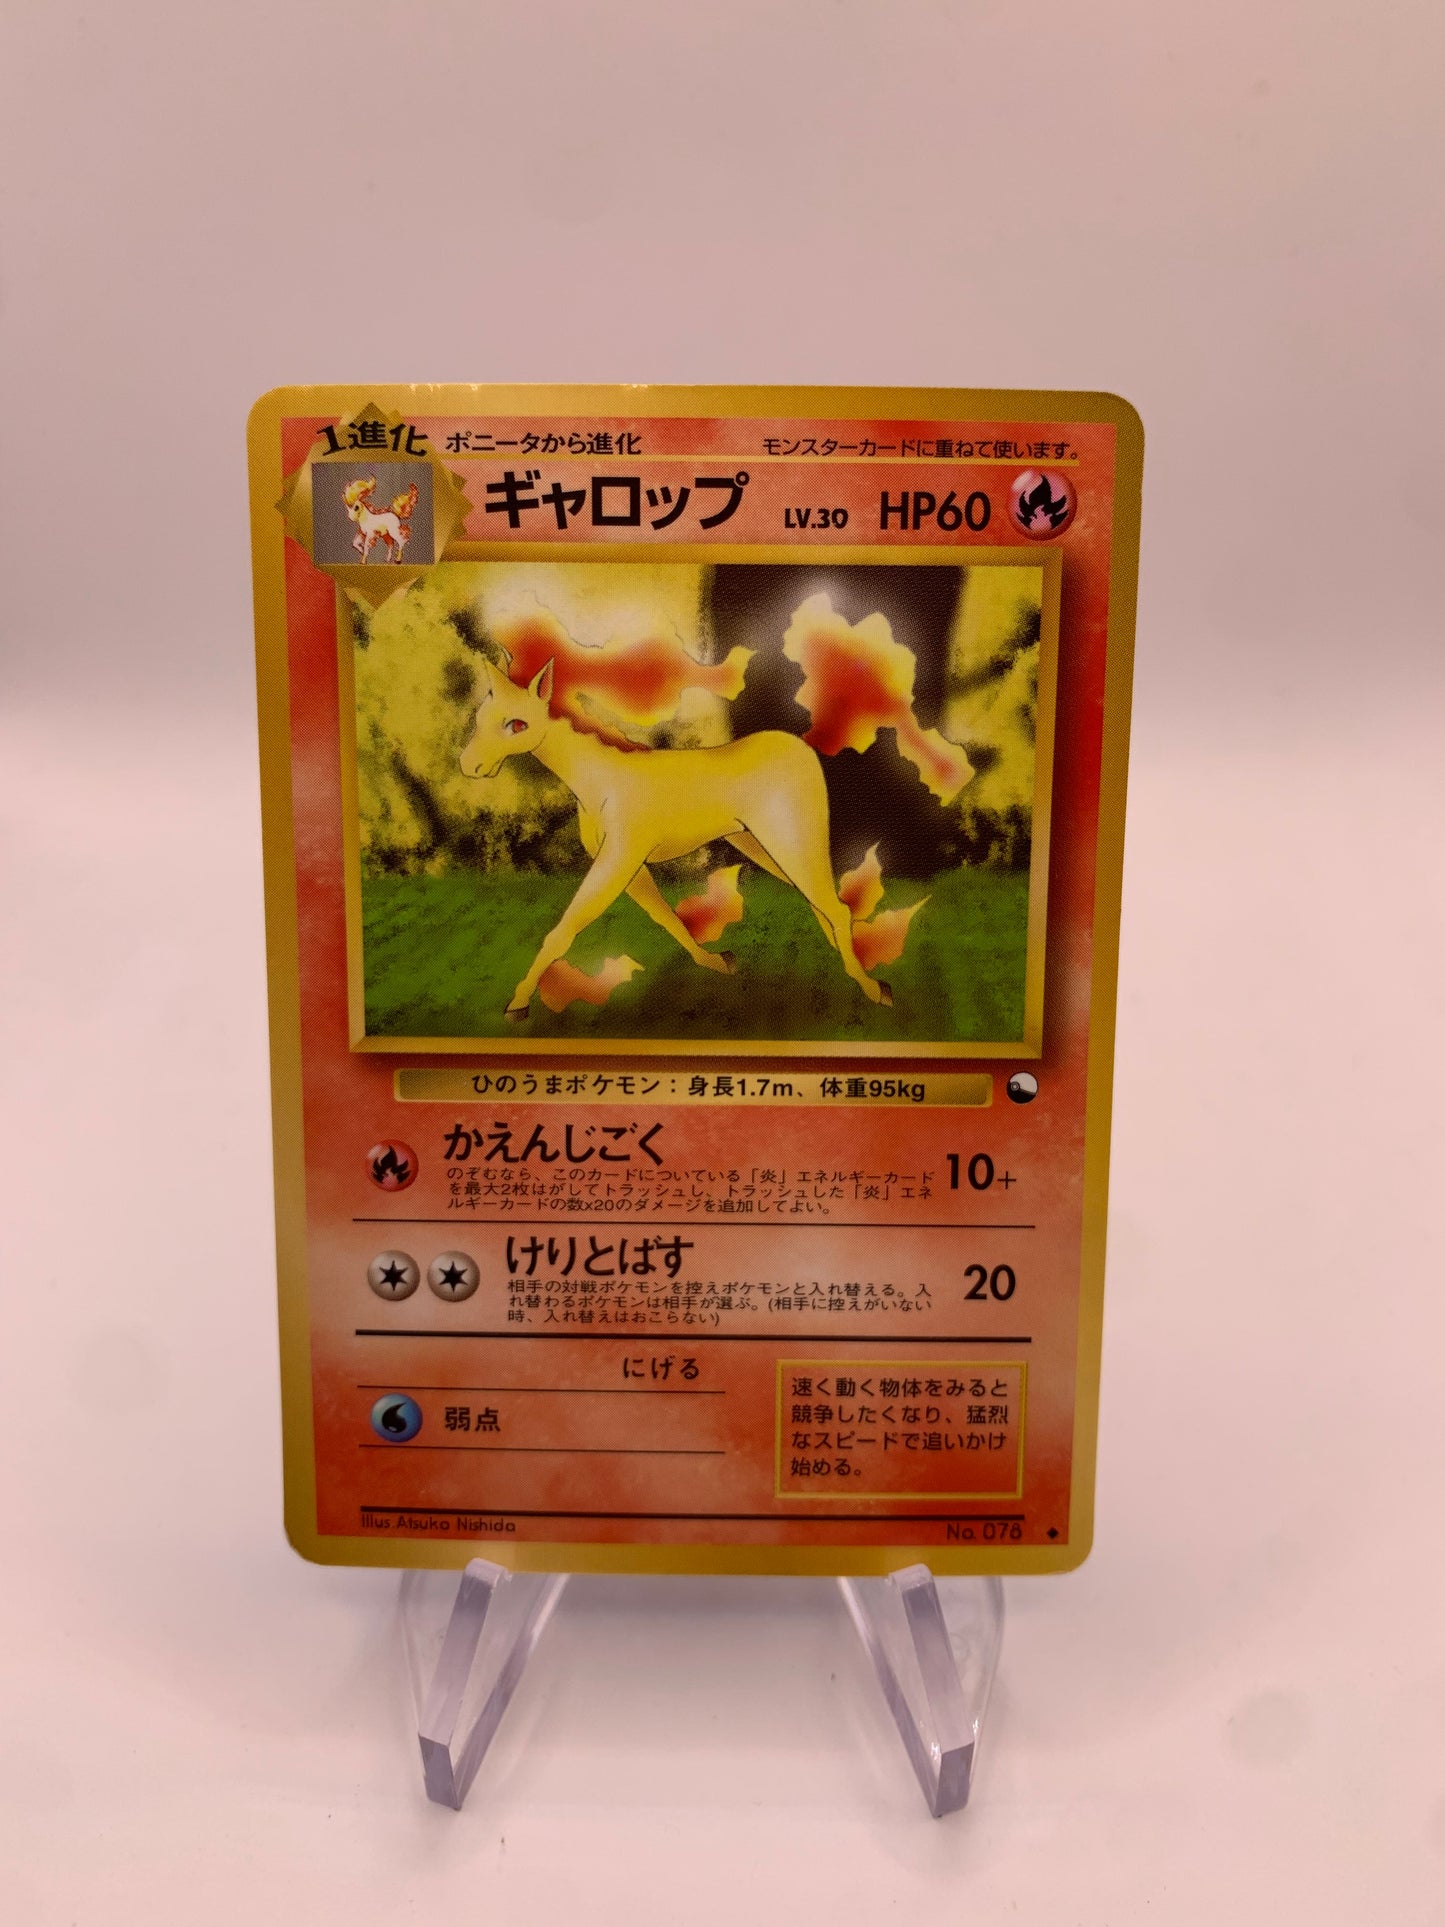 1進化 ポニータから進化 モンスターカードに重ねて使います。
ギャロップ LV.30 HP60
ひのうまポケモン：身長1.7m、体重95kg
かえんじごく 10+
のぞむなら、このカードについている「炎」エネルギーカード
を最大2枚はがしてトラッシュし、トラッシュした「炎」エネ
ルギーカードの数x20のダメージを追加してよい。
けりとばす 20
相手の対戦ポケモンを控えポケモンと入れ替える。入
れ替わるポケモンは相手が選ぶ。(相手に控えがいない
時、入れ替えはおこらない)
にげる
弱点
速く動く物体をみると
競争したくなり、猛烈
なスピードで追いかけ
始める。
Illus. Atsuko Nishida No. 078